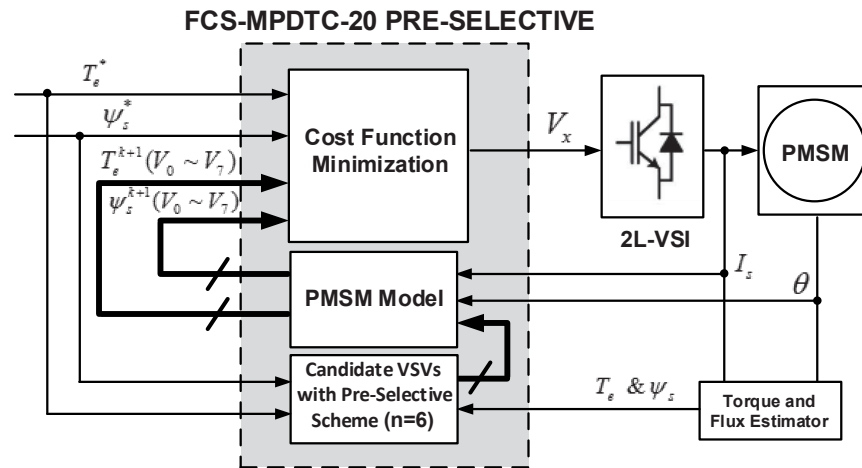 FCS-MPDTC-20 PRE-SELECTIVE
T_e^*
ψ_s^*
T_e^{k+1}(V_0 ~ V_7)
ψ_s^{k+1}(V_0 ~ V_7)
Cost Function
Minimization
V_x
2L-VSI
PMSM
PMSM Model
I_s
θ
Candidate VSVs
with Pre-Selective
Scheme (n=6)
T_e & ψ_s
Torque and
Flux Estimator